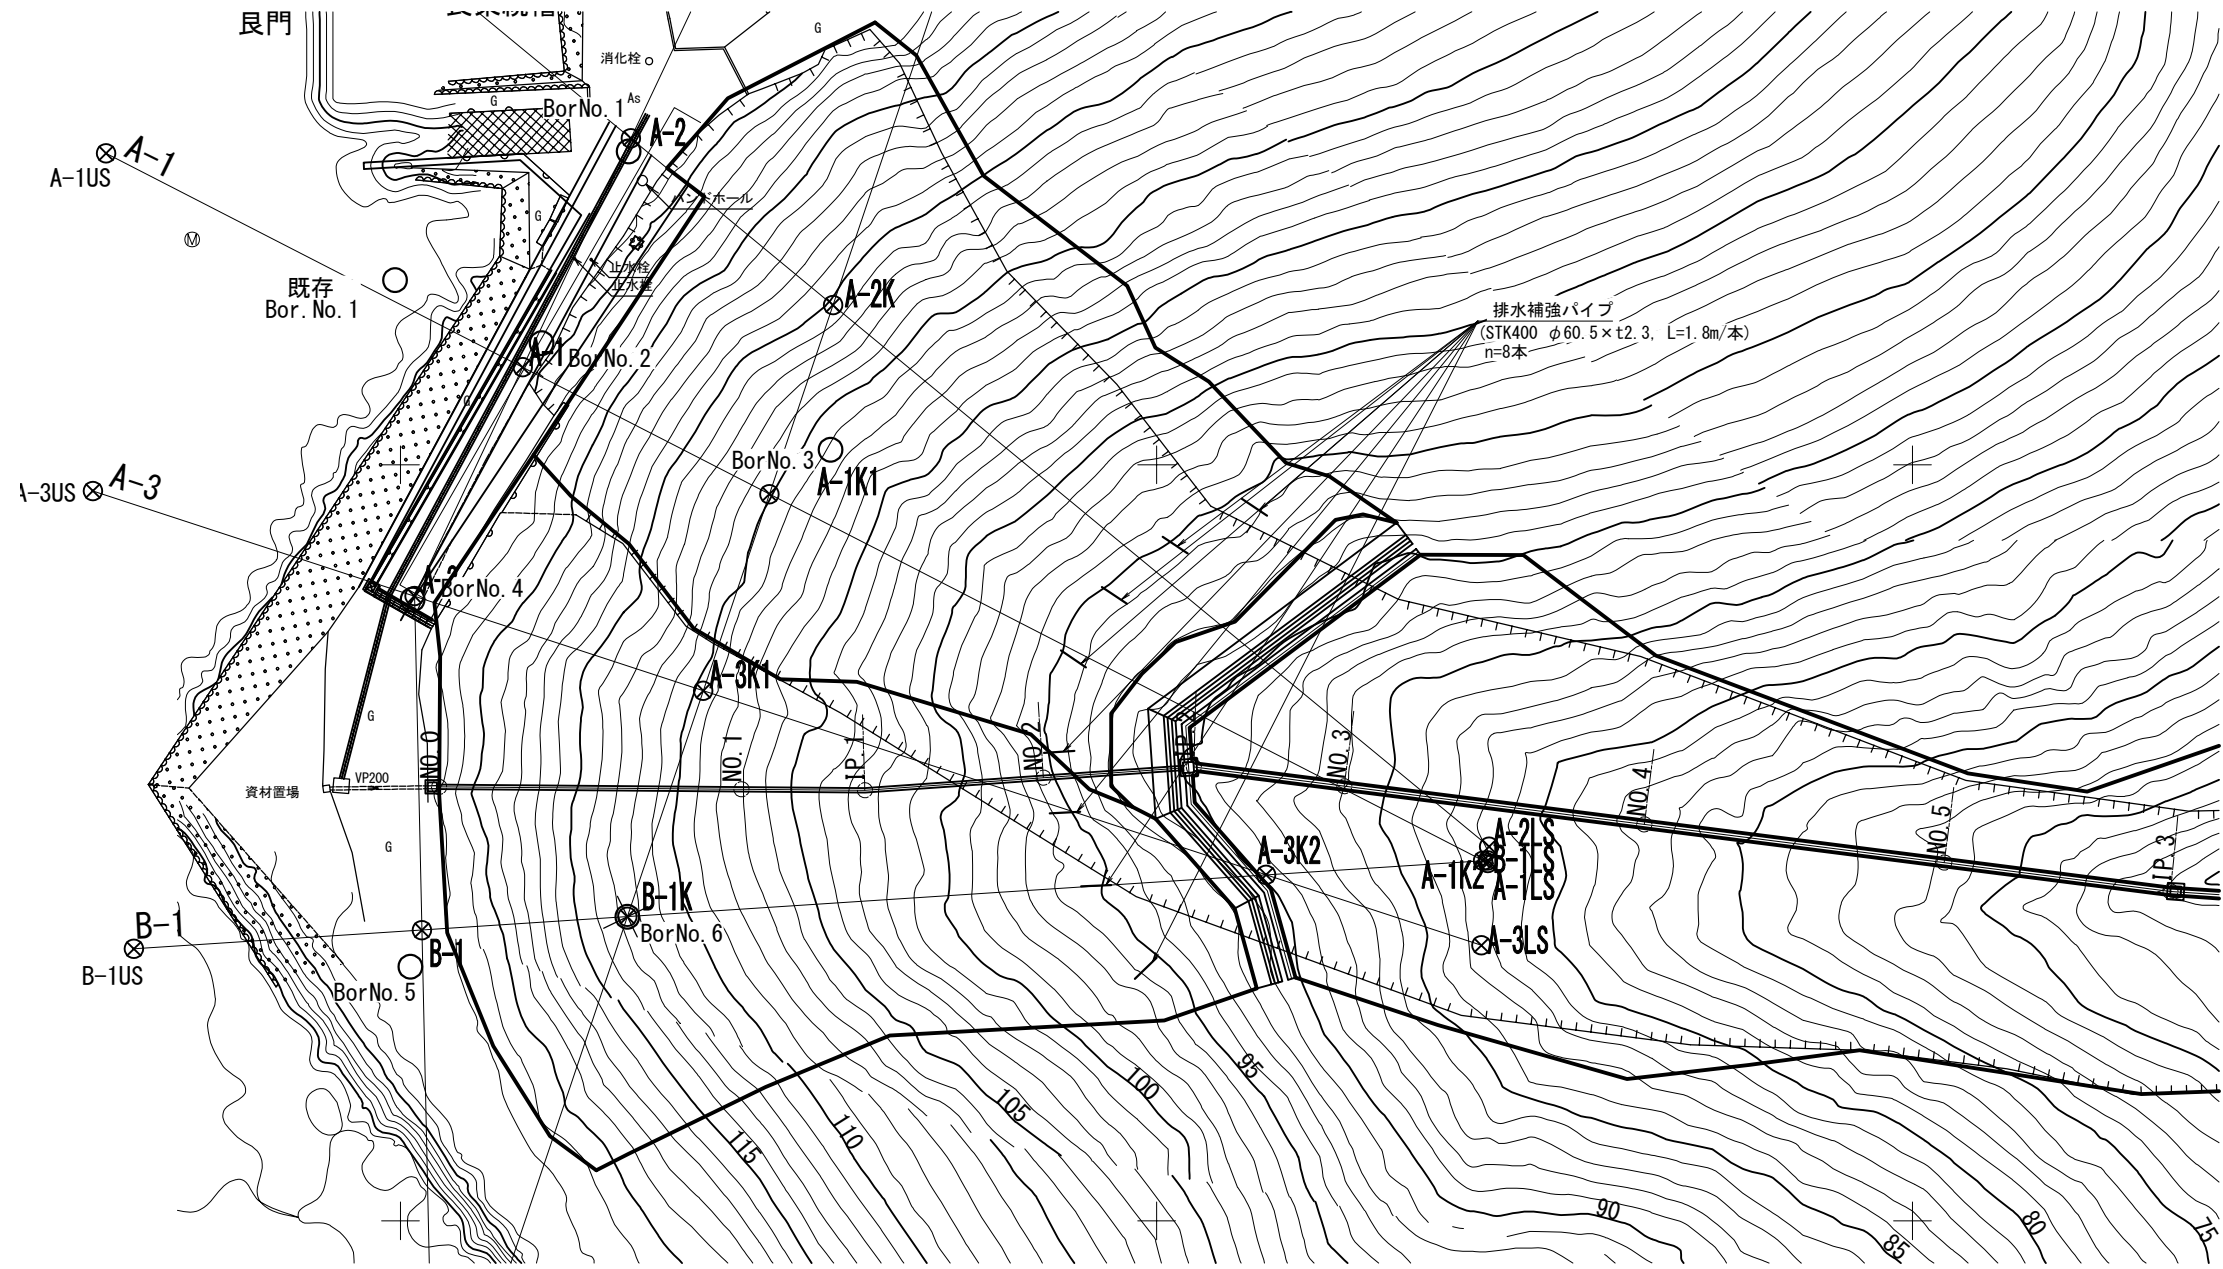 艮門
消化栓
G
G
As
BorNo.1
A-2
A-1
A-1US
M
ハンドホール
G
止水栓
止水栓
既存
Bor.No.1
A-2K
排水補強パイプ
(STK400 φ60.5×t2.3, L=1.8m/本)
n=8本
A-1
BorNo.2
G
BorNo.3
A-1K1
A-3
A-3US
BorNo.4
A-3K1
G
NO.0
NO.1
IP.1
NO.2
NO.3
NO.4
NO.5
IP.3
VP200
資材置場
G
A-2LS
B-1LS
A-1K2
A-1LS
A-3K2
A-3LS
B-1K
BorNo.6
B-1
B-1US
B-1
BorNo.5
95
100
105
110
115
90
85
80
75